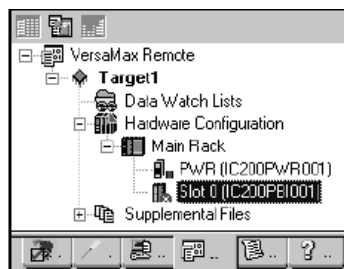 VersaMax Remote
Target1
Data Watch Lists
Hardware Configuration
Main Rack
PWR (IC200PWR001)
Slot 0 (IC200PBI001
Supplemental Files